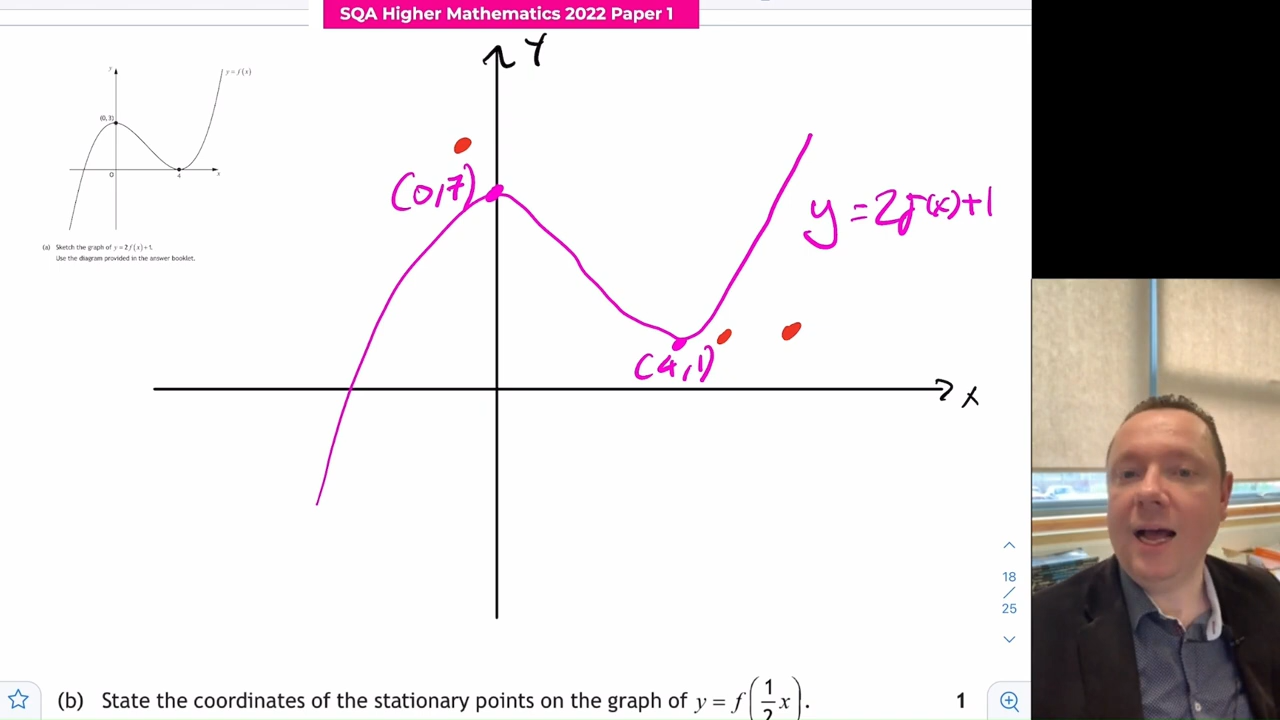 SQA Higher Mathematics 2022 Paper 1
Y
y
y = f(x)
(0, 3)
O
4
x
(a) Sketch the graph of y = 2f(x)+1.
Use the diagram provided in the answer booklet.
(0,7)
y = 2f(x)+1
(4,1)
X
18
/
25
(b) State the coordinates of the stationary points on the graph of y = f(1/2 x). 1